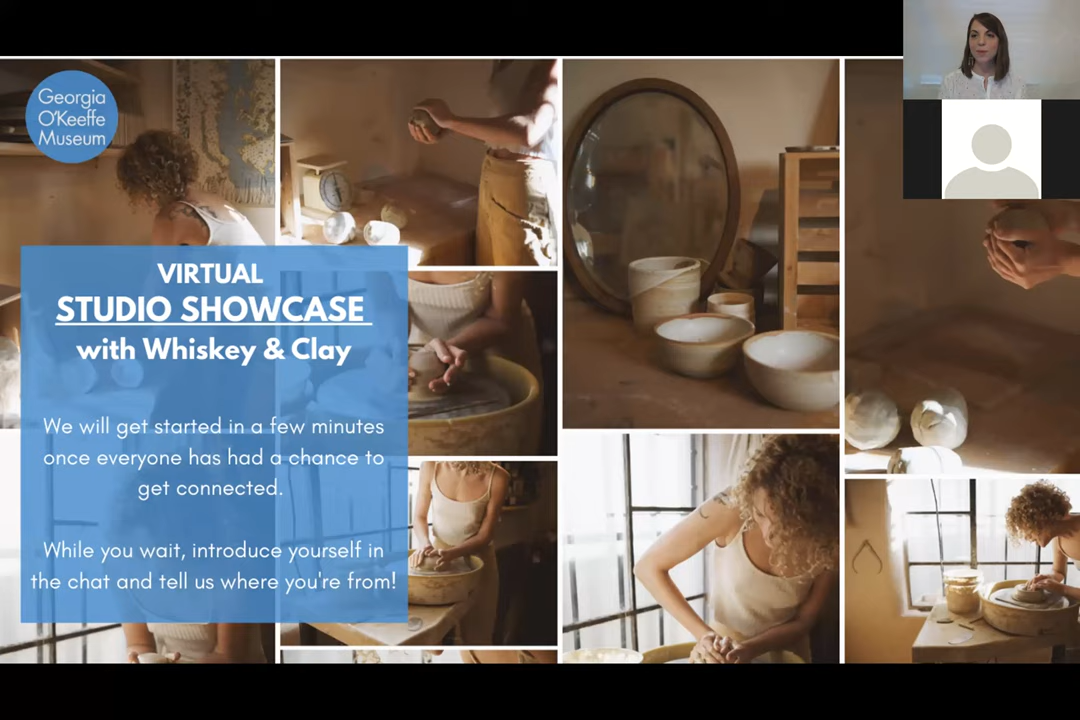 Georgia
O'Keeffe
Museum
VIRTUAL
STUDIO SHOWCASE
with Whiskey & Clay
We will get started in a few minutes
once everyone has had a chance to
get connected.
While you wait, introduce yourself in
the chat and tell us where you're from!